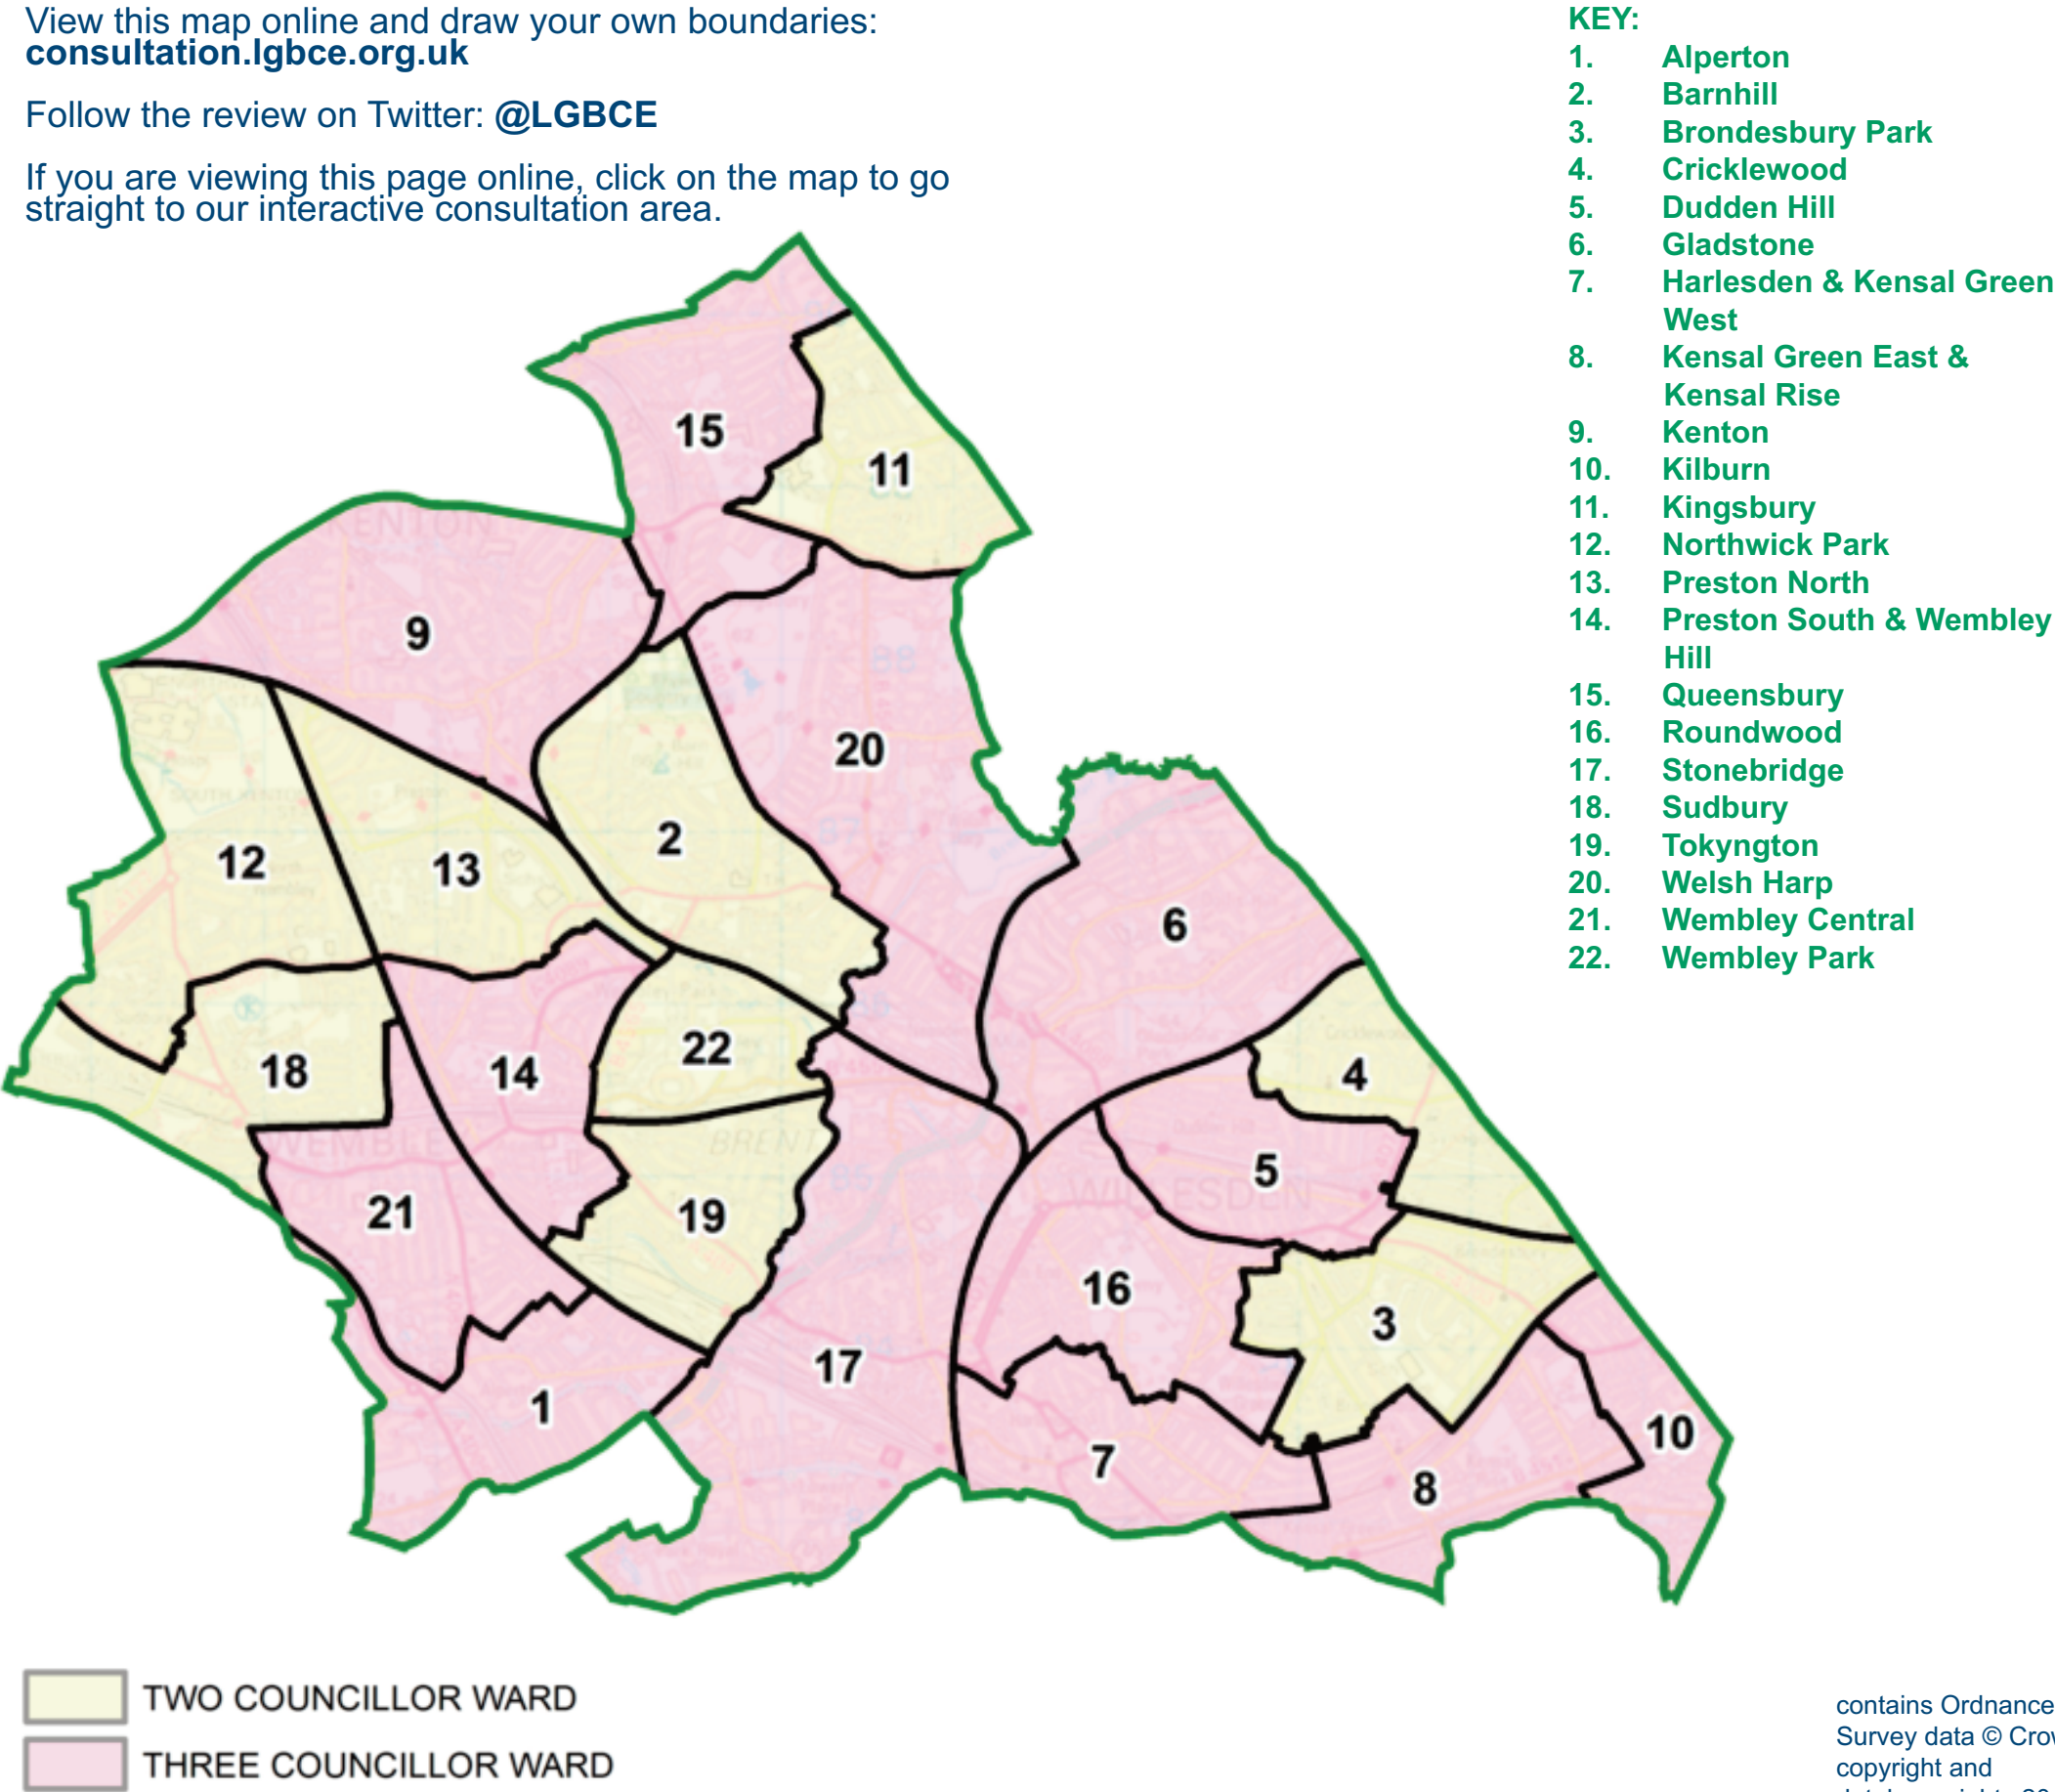 View this map online and draw your own boundaries:
consultation.lgbce.org.uk
Follow the review on Twitter: @LGBCE
If you are viewing this page online, click on the map to go
straight to our interactive consultation area.
KEY:
1. Alperton
2. Barnhill
3. Brondesbury Park
4. Cricklewood
5. Dudden Hill
6. Gladstone
7. Harlesden & Kensal Green
West
8. Kensal Green East &
Kensal Rise
9. Kenton
10. Kilburn
11. Kingsbury
12. Northwick Park
13. Preston North
14. Preston South & Wembley
Hill
15. Queensbury
16. Roundwood
17. Stonebridge
18. Sudbury
19. Tokyngton
20. Welsh Harp
21. Wembley Central
22. Wembley Park
15
11
KENTON
9
20
2
12
13
6
22
18
14
4
BRENT
WILLESDEN
5
21
19
16
3
17
1
10
7
8
TWO COUNCILLOR WARD
THREE COUNCILLOR WARD
contains Ordnance
Survey data © Crow
copyright and